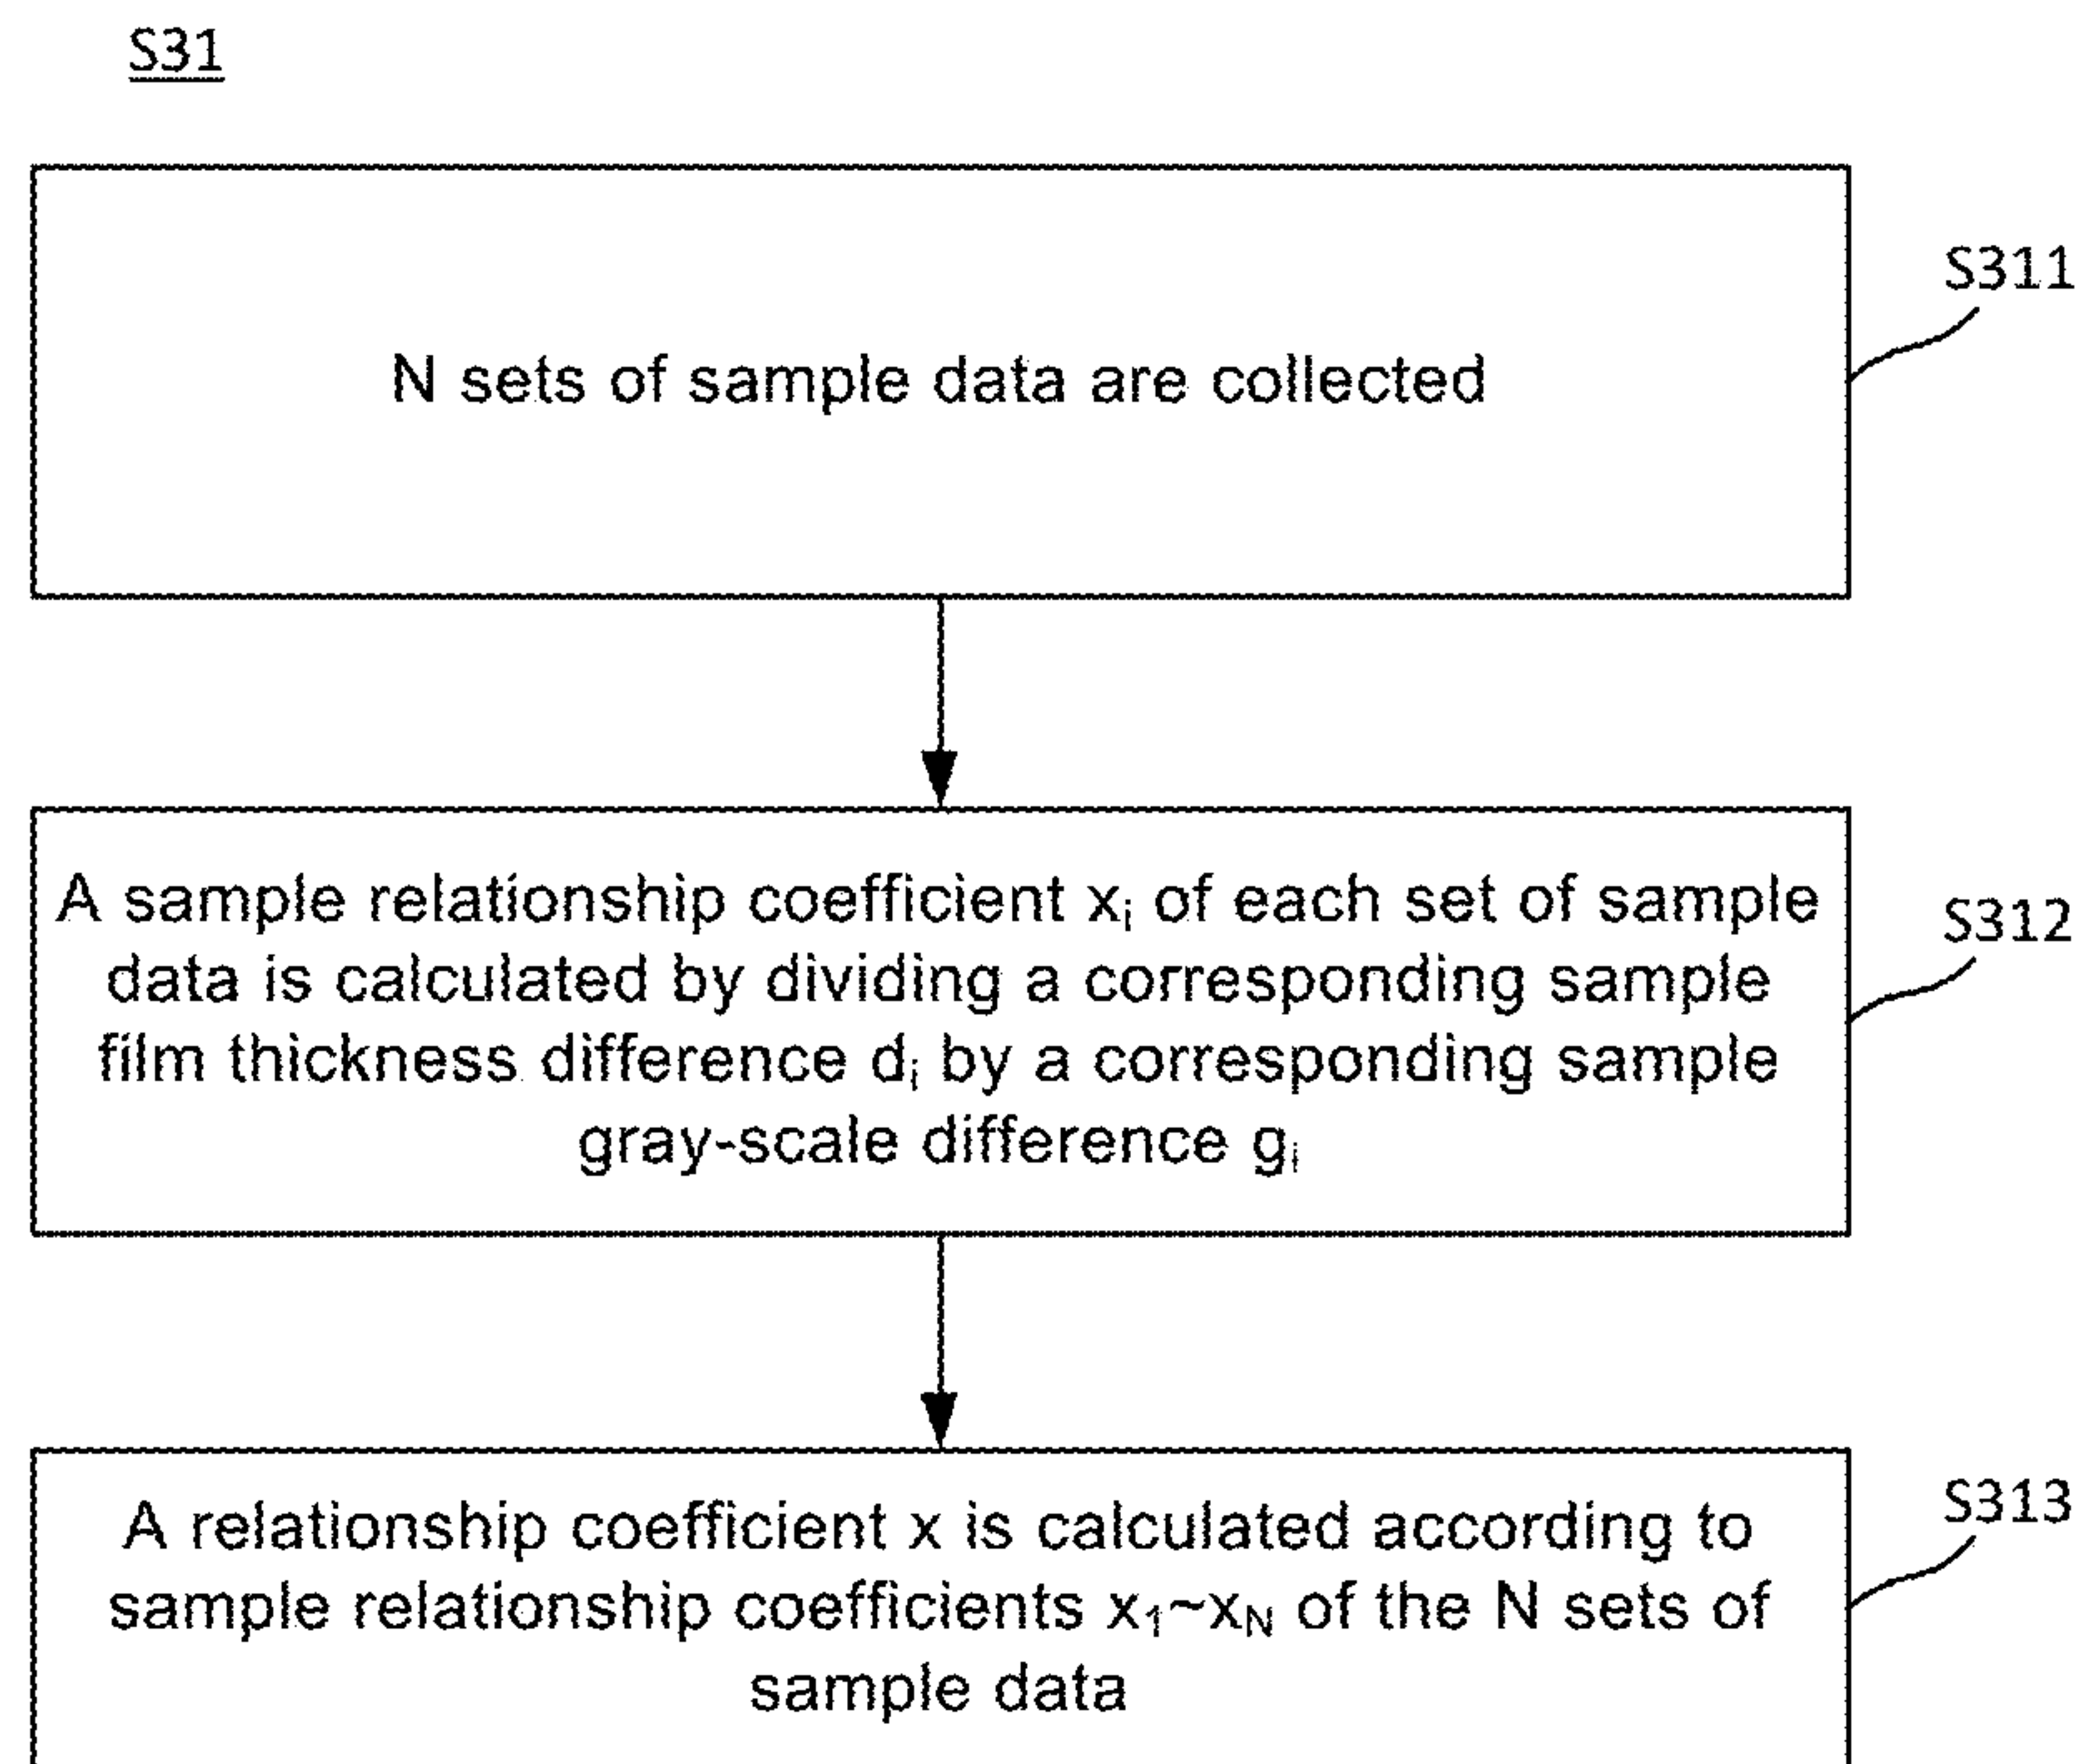 S31
S311
N sets of sample data are collected
A sample relationship coefficient xᵢ of each set of sample
S312
data is calculated by dividing a corresponding sample
film thickness difference dᵢ by a corresponding sample
gray-scale difference gᵢ
S313
A relationship coefficient x is calculated according to
sample relationship coefficients x₁~x_N of the N sets of
sample data